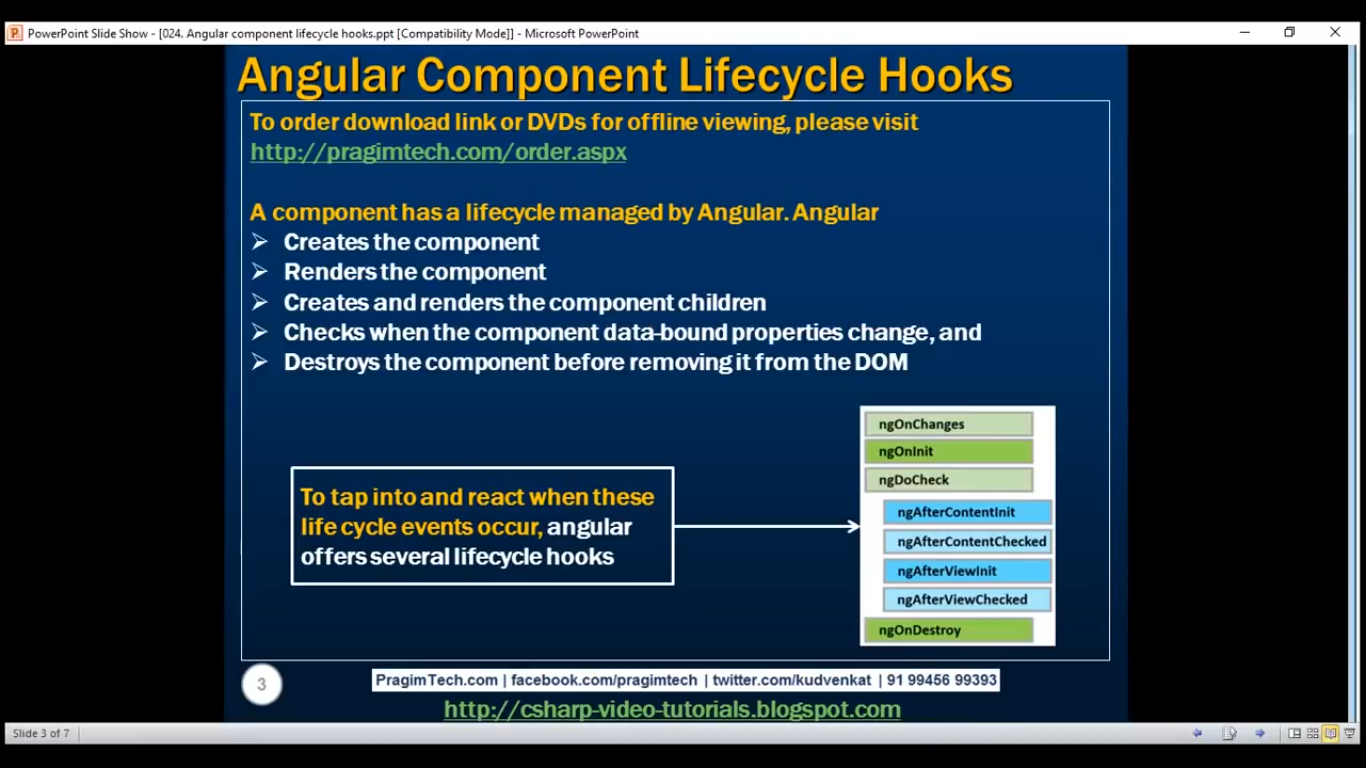 PowerPoint Slide Show - [024. Angular component lifecycle hooks.ppt [Compatibility Mode]] - Microsoft PowerPoint
Angular Component Lifecycle Hooks
To order download link or DVDs for offline viewing, please visit
http://pragimtech.com/order.aspx
A component has a lifecycle managed by Angular. Angular
Creates the component
Renders the component
Creates and renders the component children
Checks when the component data-bound properties change, and
Destroys the component before removing it from the DOM
To tap into and react when these
life cycle events occur, angular
offers several lifecycle hooks
ngOnChanges
ngOnInit
ngDoCheck
ngAfterContentInit
ngAfterContentChecked
ngAfterViewInit
ngAfterViewChecked
ngOnDestroy
3
PragimTech.com | facebook.com/pragimtech | twitter.com/kudvenkat | 91 99456 99393
http://csharp-video-tutorials.blogspot.com
Slide 3 of 7